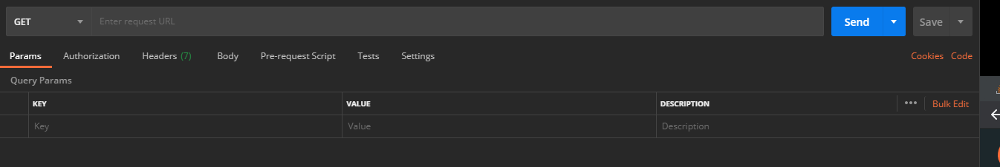 GET Enter request URL Send Save
Params Authorization Headers (7) Body Pre-request Script Tests Settings Cookies Code
Query Params
KEY VALUE DESCRIPTION ••• Bulk Edit
Key Value Description